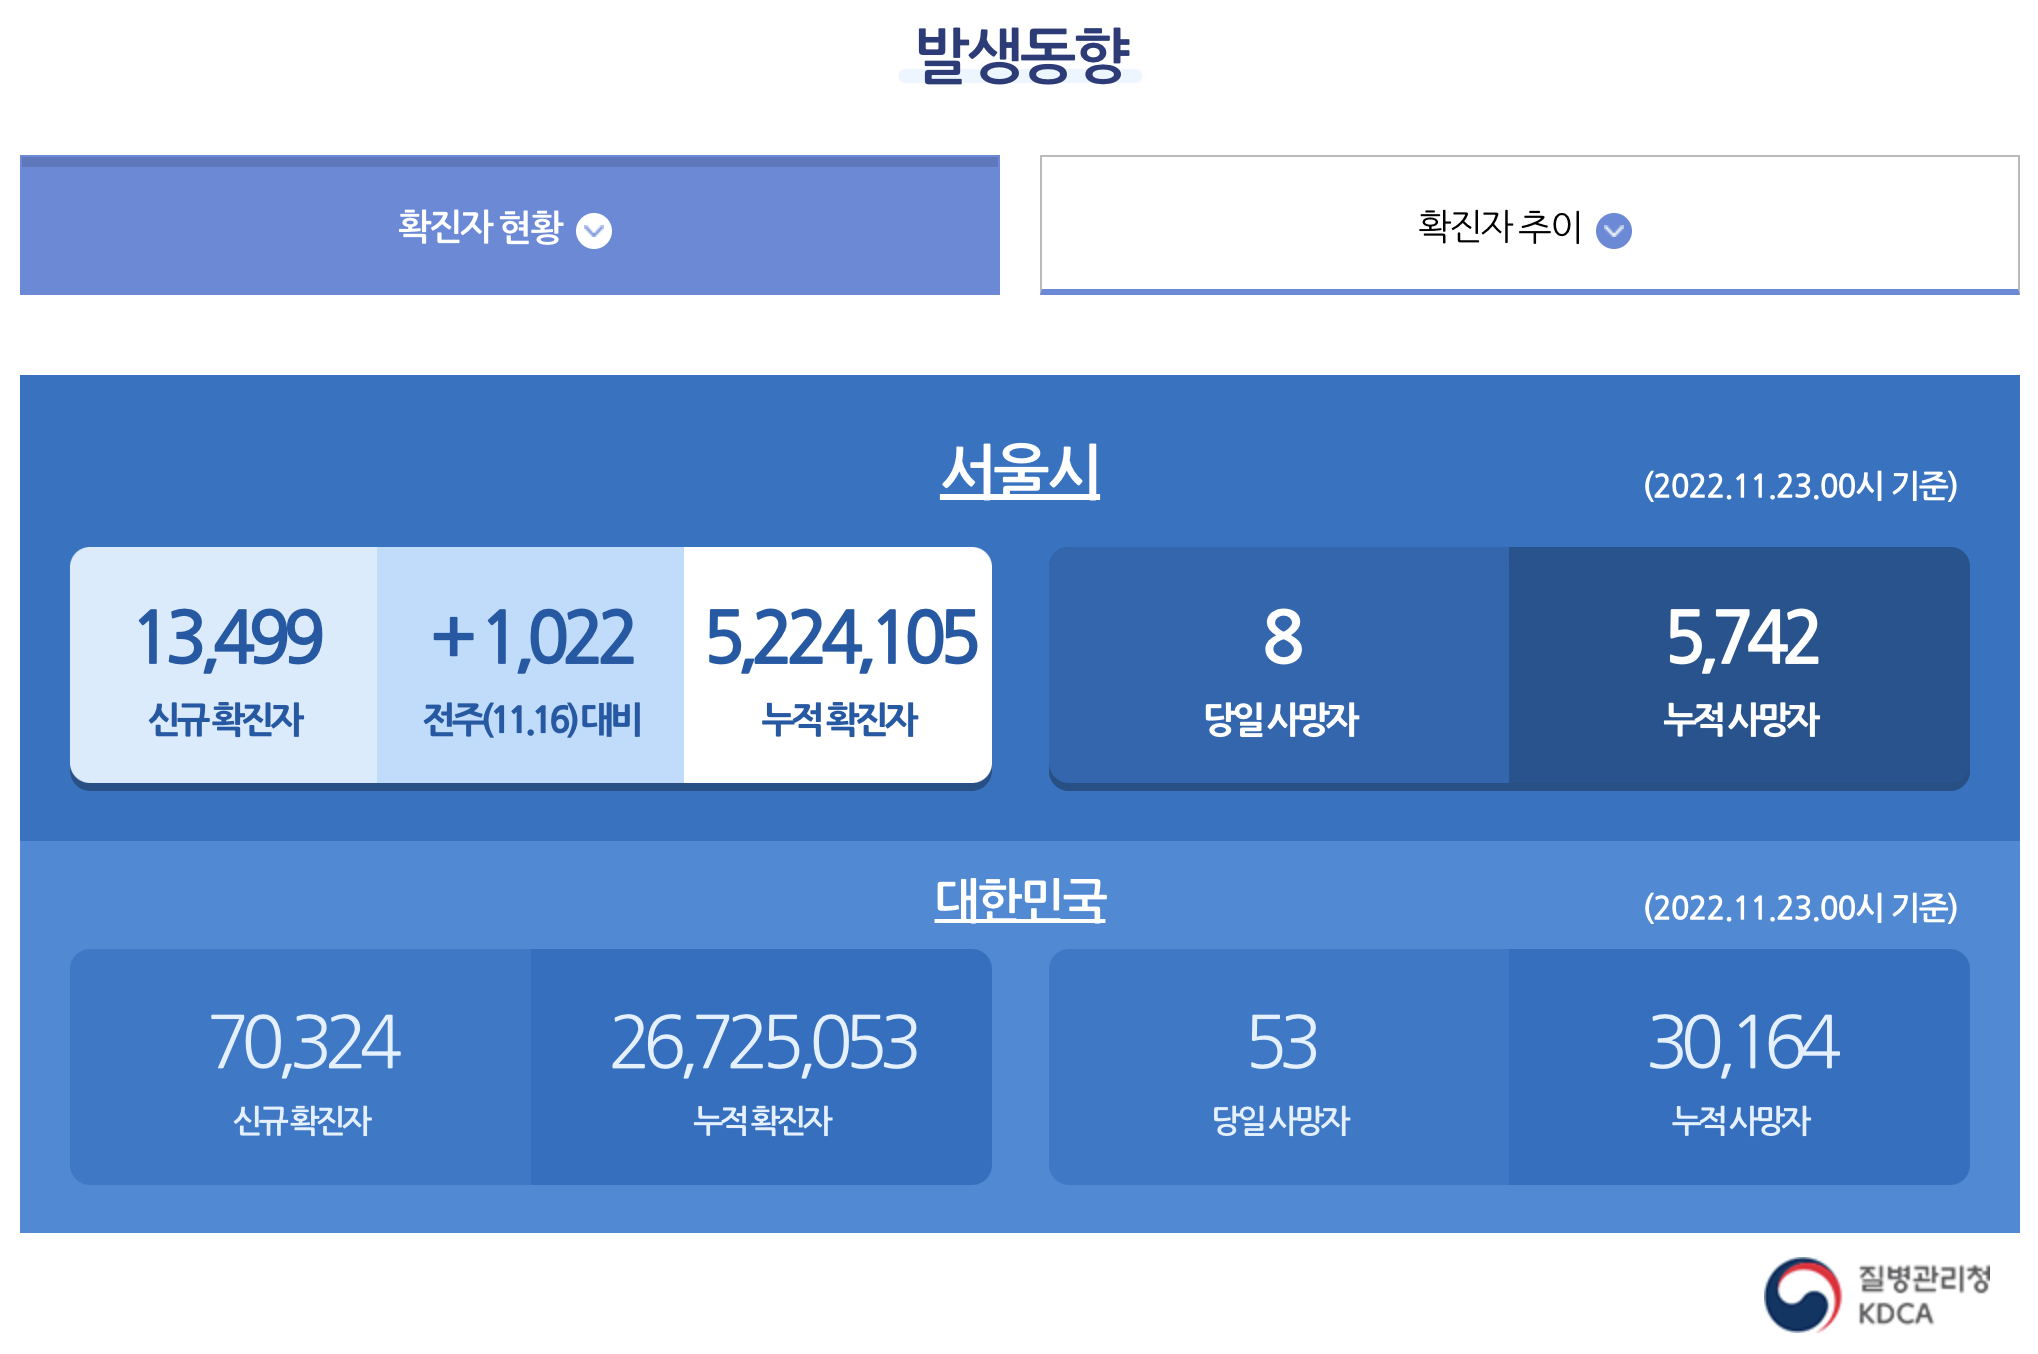 발생동향
확진자 현황
확진자 추이
서울시
(2022.11.23.00시 기준)
13,499
신규 확진자
+ 1,022
전주(11.16) 대비
5,224,105
누적 확진자
8
당일 사망자
5,742
누적 사망자
대한민국
(2022.11.23.00시 기준)
70,324
신규 확진자
26,725,053
누적 확진자
53
당일 사망자
30,164
누적 사망자
질병관리청
KDCA